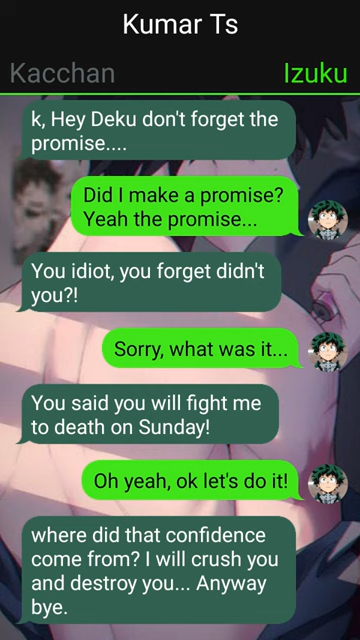 Kumar Ts
Kacchan
Izuku
k, Hey Deku don't forget the
promise....
Did I make a promise?
Yeah the promise...
You idiot, you forget didn't
you?!
Sorry, what was it...
You said you will fight me
to death on Sunday!
Oh yeah, ok let's do it!
where did that confidence
come from? I will crush you
and destroy you... Anyway
bye.